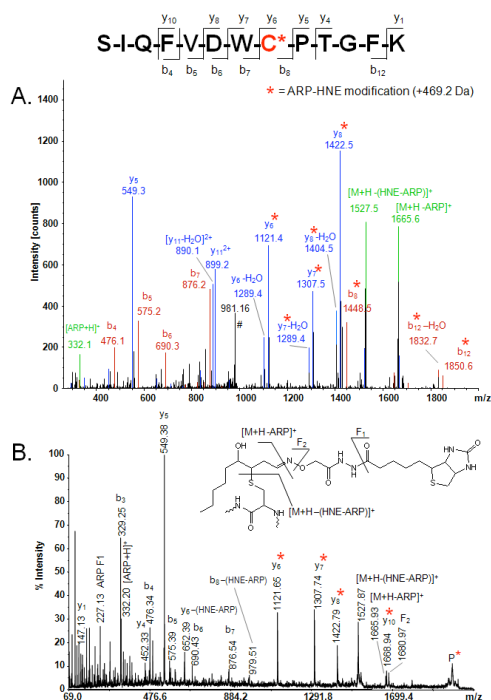 y10 y8 y7 y6 y5 y4 y1
S-I-Q-F-V-D-W-C*-P-T-G-F-K
b4 b5 b6 b7 b8 b12
* = ARP-HNE modification (+469.2 Da)
A.
Intensity [counts]
1400
1200
1000
800
600
400
200
0
y5
549.3
[ARP+H]+
332.1
b4
476.1
b5
575.2
b6
690.3
[y11-H2O]2+
890.1
y11 2+
899.2
b7
876.2
981.16
#
y6-H2O
1289.4
y6 *
1121.4
* y7-H2O
1289.4
y7 *
1307.5
y8-H2O *
1404.5
y8 *
1422.5
b8 *
1448.5
[M+H-(HNE-ARP)]+
1527.5
[M+H-ARP]+
1665.6
*
b12-H2O
1832.7
*
b12
1850.6
400 600 800 1000 1200 1400 1600 1800 m/z
B.
% Intensity
100
90
80
70
60
50
40
30
20
10
0
y1
147.13
227.13 ARP F1
b3
329.25
332.20 [ARP+H]+
y4
452.33
b4
476.34
y5
549.38
b5
575.39
y6-(HNE-ARP)
652.39
b6
690.43
b7
876.54
b8-(HNE-ARP)
979.51
y6 *
1121.65
y7 *
1307.74
y8 *
1422.79
[M+H-(HNE-ARP)]+
1527.87
[M+H-ARP]+
1665.93
y10 *
1668.94
F2
1680.97
P*
[M+H-ARP]+
F2
F1
OH
N
O
O
N
H
H
N
O
S
HN
NH
O
S
N
H
O
[M+H-(HNE-ARP)]+
69.0 476.6 884.2 1291.8 1699.4